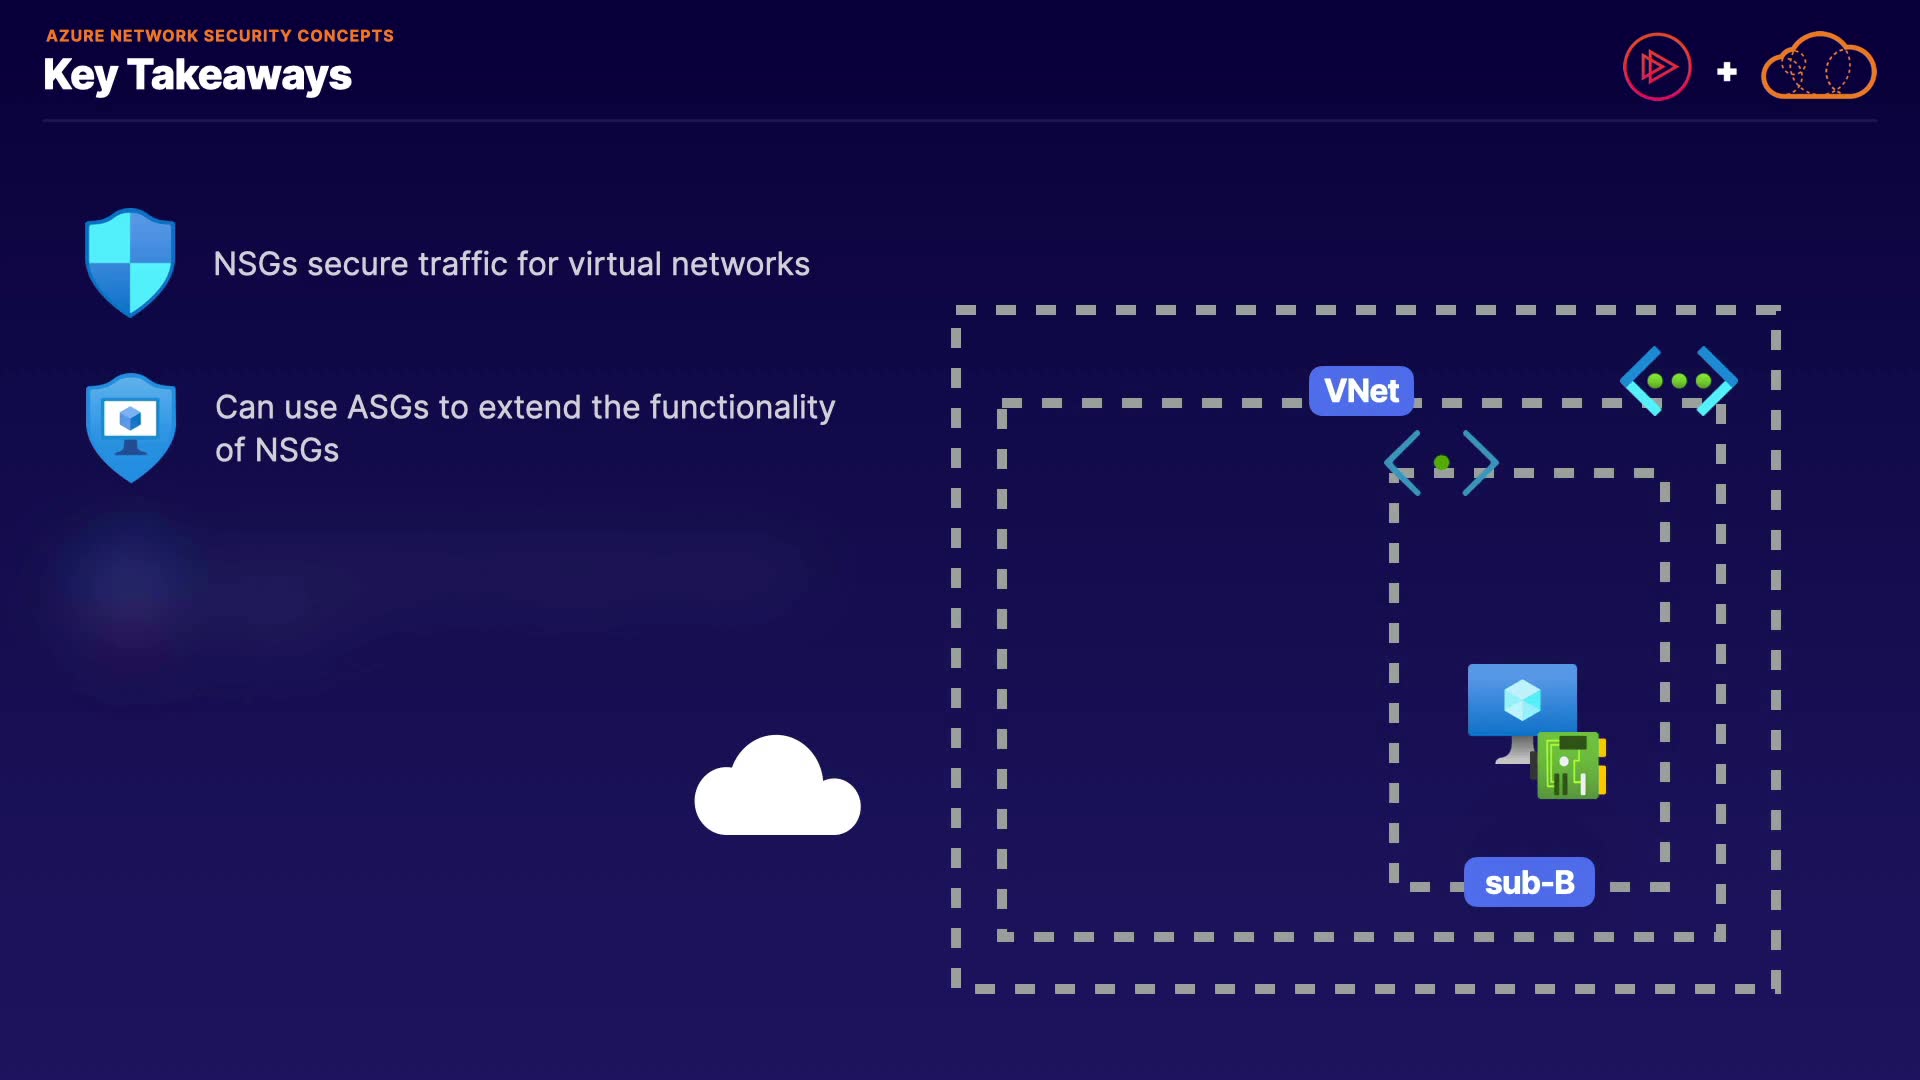 AZURE NETWORK SECURITY CONCEPTS
Key Takeaways
NSGs secure traffic for virtual networks
Can use ASGs to extend the functionality
of NSGs
VNet
sub-B